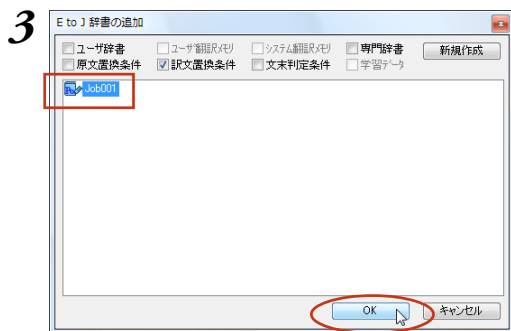 3
E to J 辞書の追加
ユーザ辞書 ユーザ翻訳メモリ システム翻訳メモリ 専門辞書 新規作成
原文置換条件 訳文置換条件 文末判定条件 学習データ
Job001
OK キャンセル